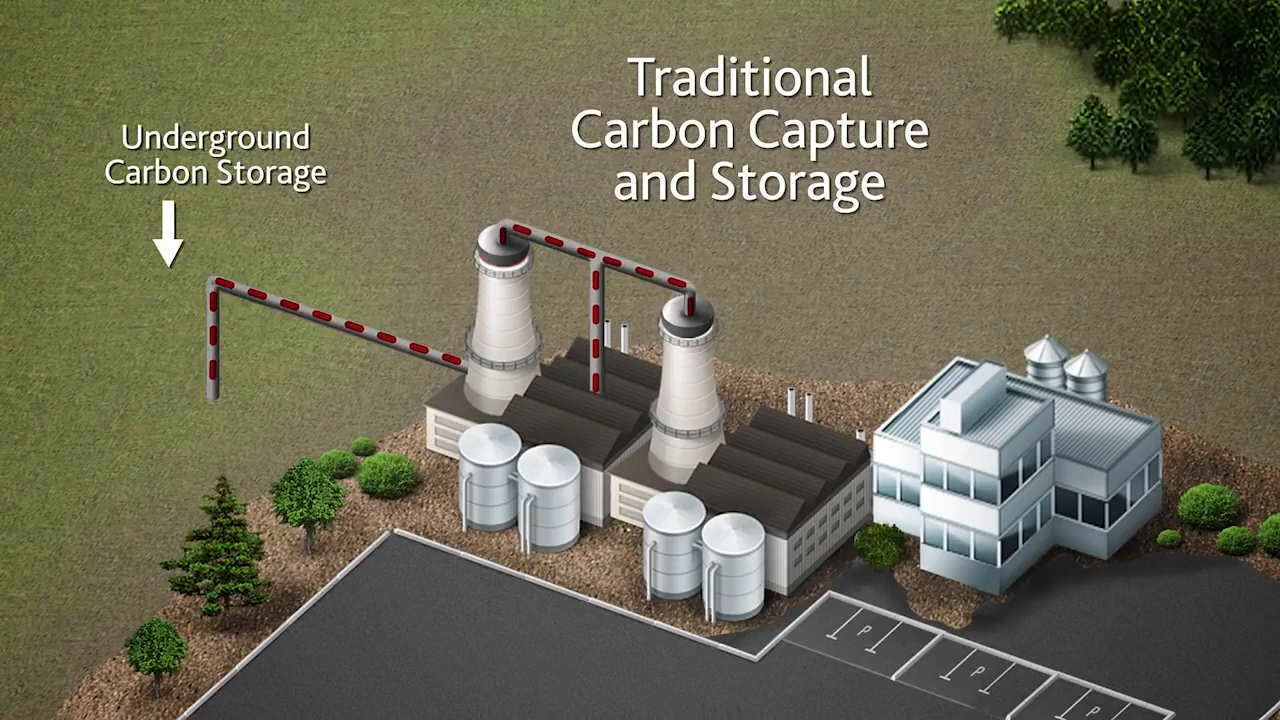 Traditional
Carbon Capture
and Storage
Underground
Carbon Storage
P
P
P